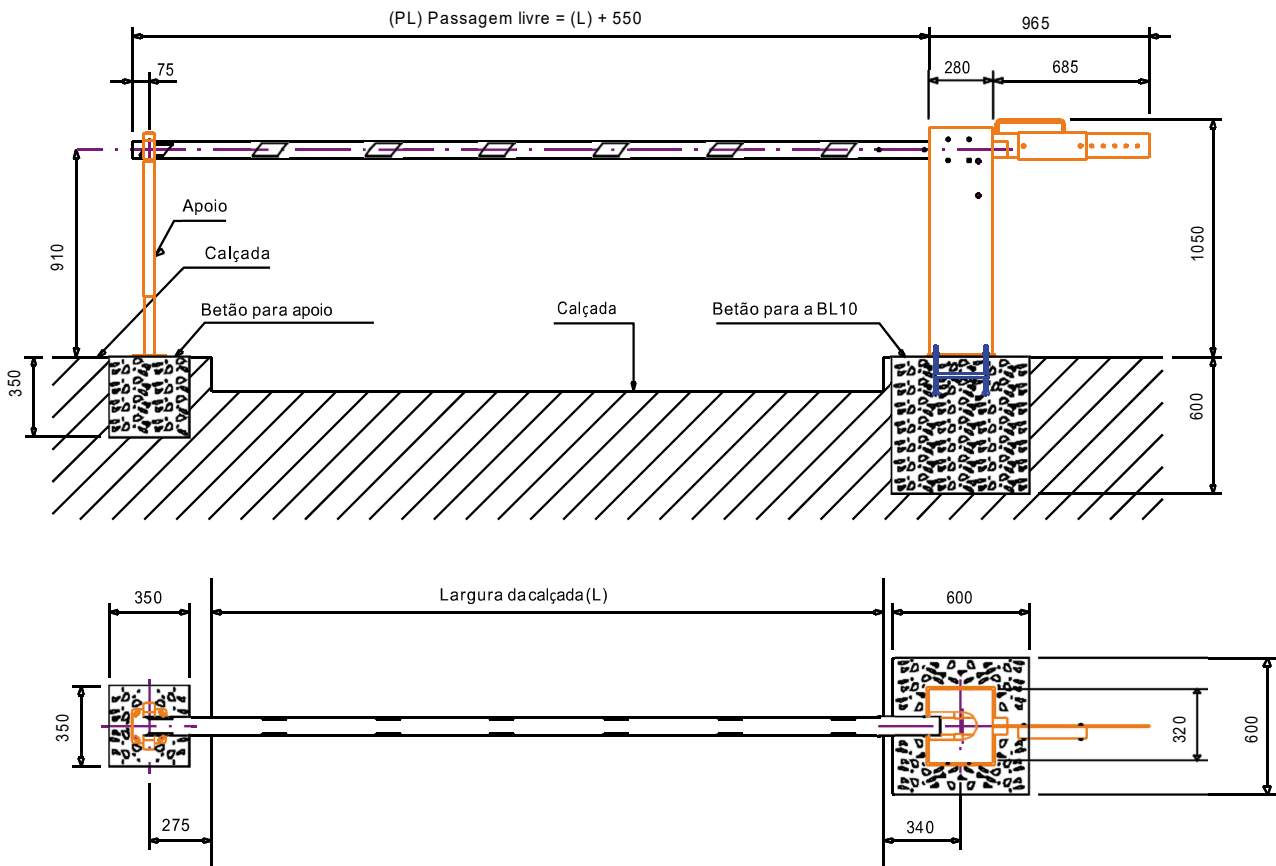 (PL) Passagem livre = (L) + 550
965
75
280
685
Apoio
Calçada
910
1050
Betão para apoio
Calçada
Betão para a BL10
350
600
350
Largura da calçada (L)
600
350
320
600
275
340